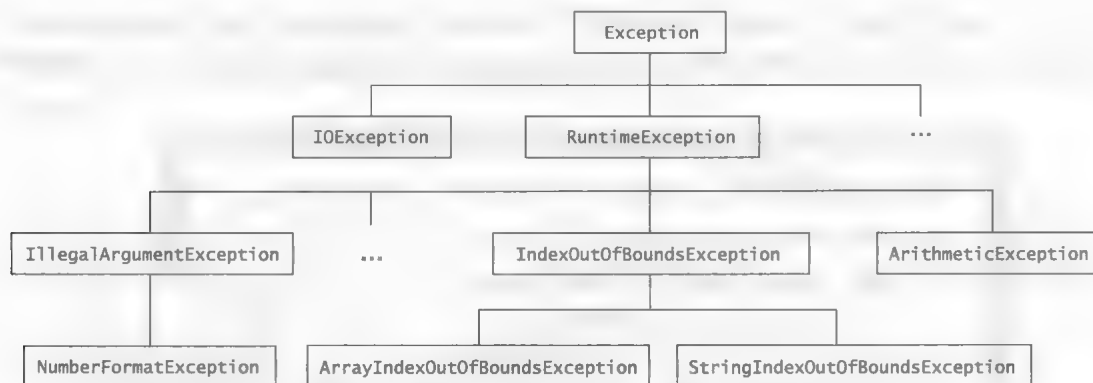 Exception
IOException RuntimeException ...
IllegalArgumentException ... IndexOutOfBoundsException ArithmeticException
NumberFormatException ArrayIndexOutOfBoundsException StringIndexOutOfBoundsException